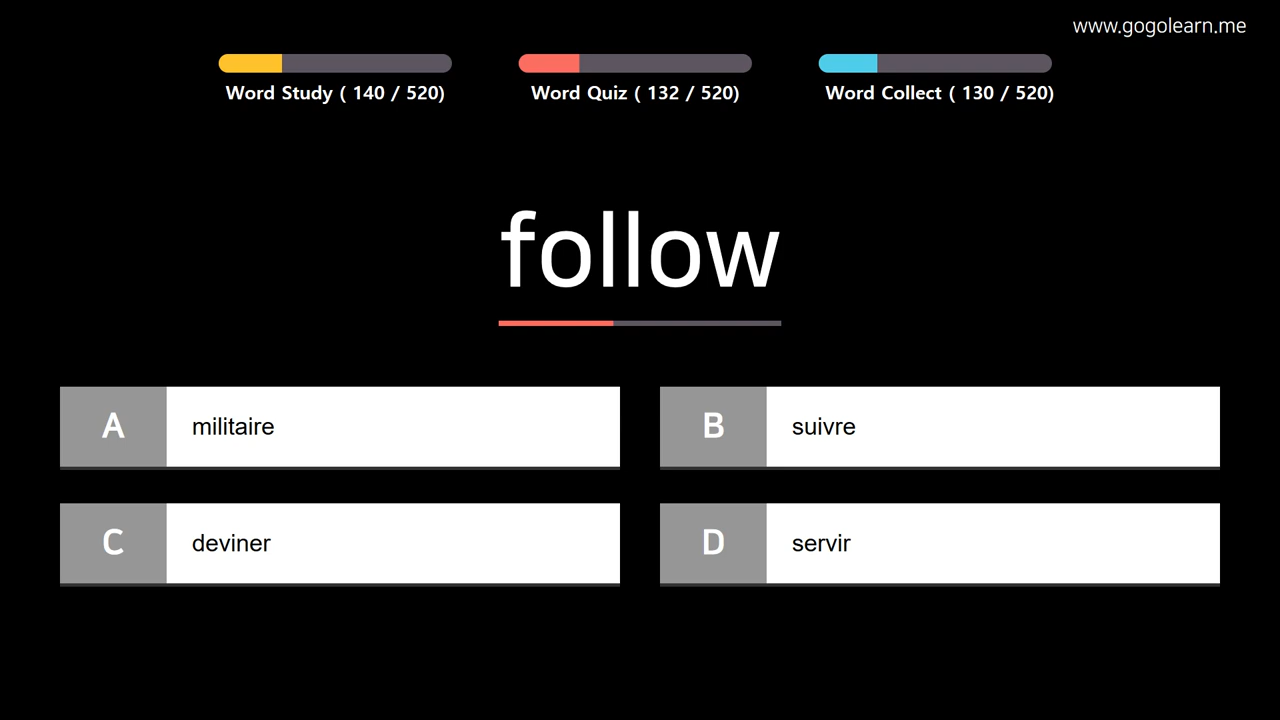 www.gogolearn.me
Word Study ( 140 / 520)
Word Quiz ( 132 / 520)
Word Collect ( 130 / 520)
follow
A militaire
B suivre
C deviner
D servir